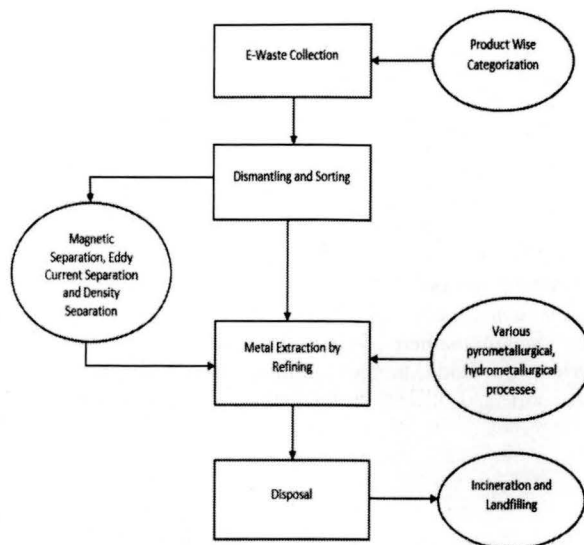 E-Waste Collection
Product Wise
Categorization
Dismantling and Sorting
Magnetic
Separation, Eddy
Current Separation
and Density
Separation
Metal Extraction by
Refining
Various
pyrometallurgical,
hydrometallurgical
processes
Disposal
Incineration and
Landfilling